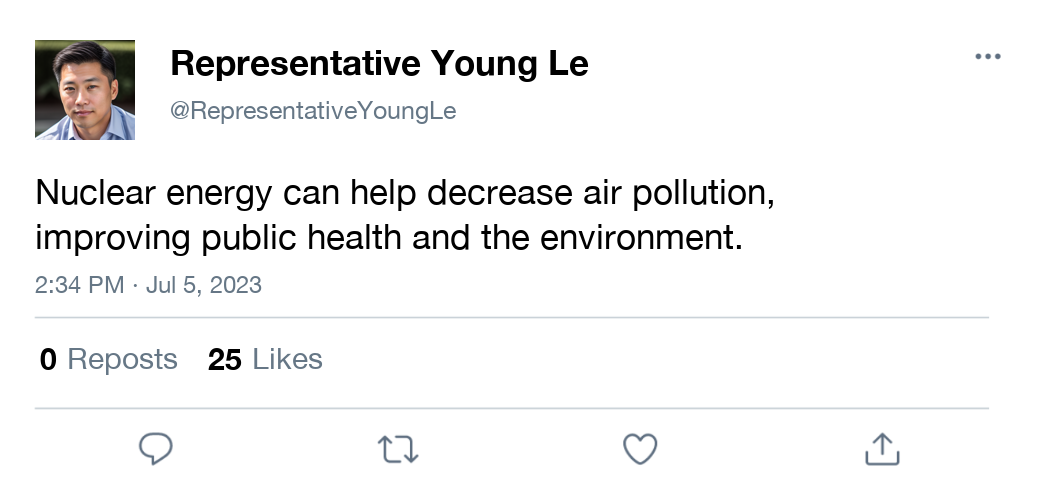 Representative Young Le
@RepresentativeYoungLe
Nuclear energy can help decrease air pollution,
improving public health and the environment.
2:34 PM · Jul 5, 2023
0 Reposts 25 Likes